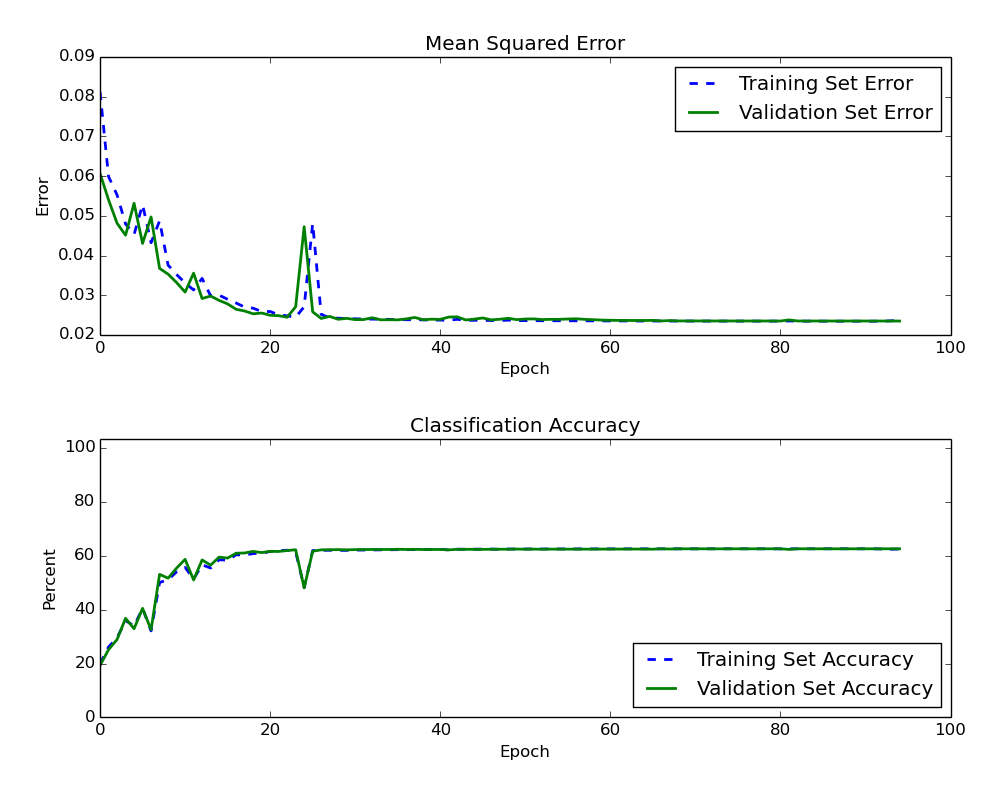 Mean Squared Error
0.09
0.08
0.07
0.06
0.05
0.04
0.03
0.02
Error
Training Set Error
Validation Set Error
0 20 40 60 80 100
Epoch
Classification Accuracy
100
80
60
40
20
0
Percent
Training Set Accuracy
Validation Set Accuracy
0 20 40 60 80 100
Epoch